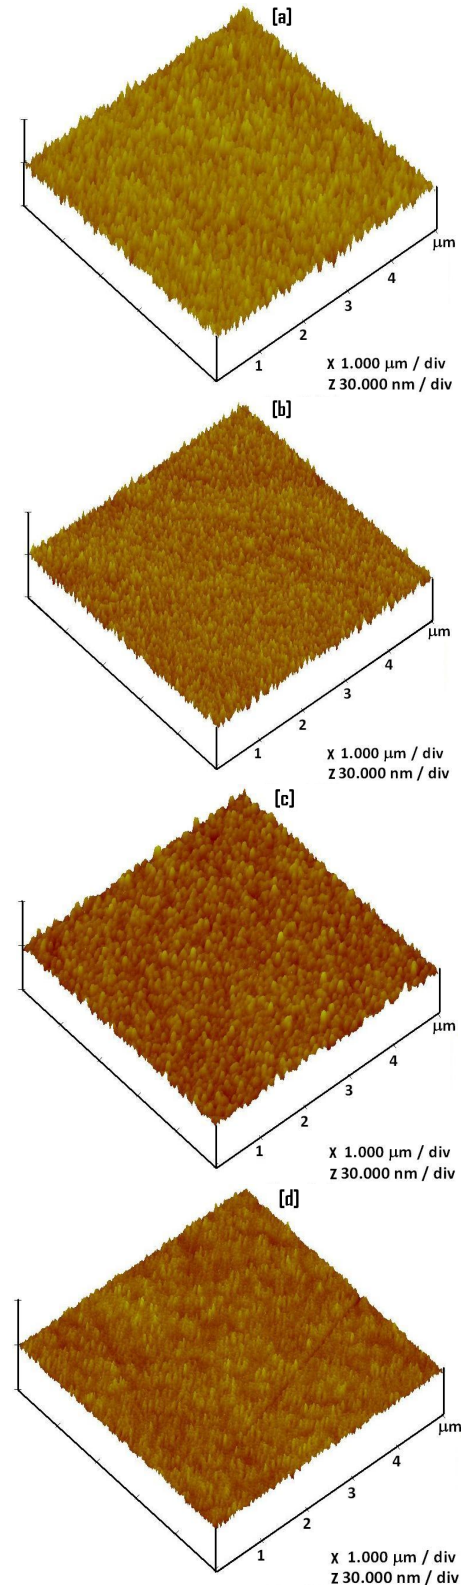 [a]
µm
4
3
2
1
X 1.000 µm / div
Z 30.000 nm / div
[b]
µm
4
3
2
1
X 1.000 µm / div
Z 30.000 nm / div
[c]
µm
4
3
2
1
X 1.000 µm / div
Z 30.000 nm / div
[d]
µm
4
3
2
1
X 1.000 µm / div
Z 30.000 nm / div